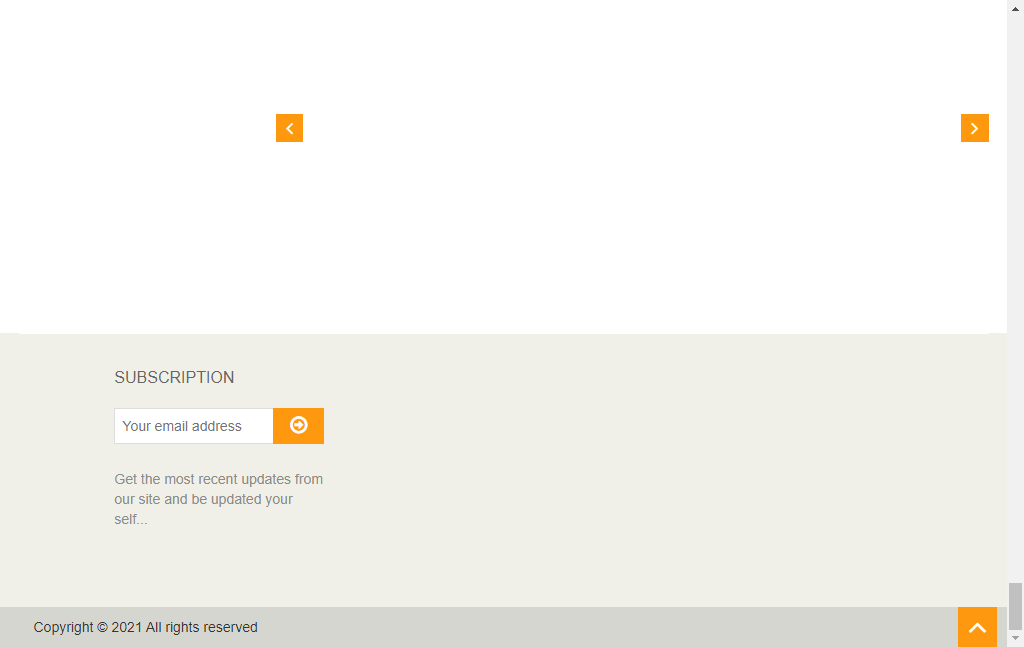 SUBSCRIPTION
Your email address
Get the most recent updates from
our site and be updated your
self...
Copyright © 2021 All rights reserved